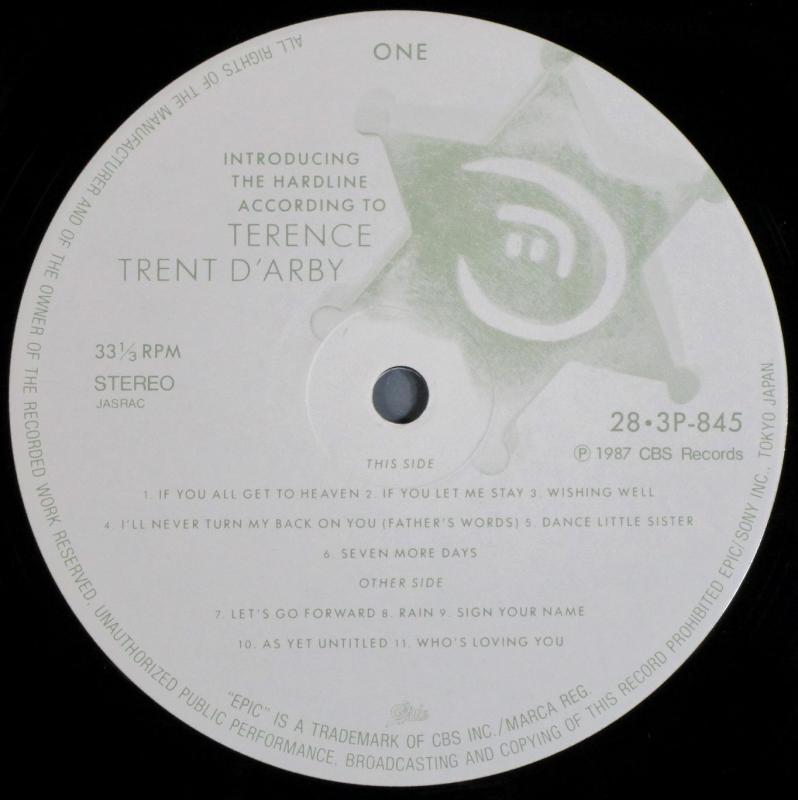 ONE
INTRODUCING
THE HARDLINE
ACCORDING TO
TERENCE
TRENT D'ARBY
33 1/3 RPM
STEREO
JASRAC
28・3P-845
Ⓟ 1987 CBS Records
THIS SIDE
1. IF YOU ALL GET TO HEAVEN 2. IF YOU LET ME STAY 3. WISHING WELL
4. I'LL NEVER TURN MY BACK ON YOU (FATHER'S WORDS) 5. DANCE LITTLE SISTER
6. SEVEN MORE DAYS
OTHER SIDE
7. LET'S GO FORWARD 8. RAIN 9. SIGN YOUR NAME
10. AS YET UNTITLED 11. WHO'S LOVING YOU
Epic
"EPIC" IS A TRADEMARK OF CBS INC./MARCA REG.
ALL RIGHTS OF THE MANUFACTURER AND OF THE OWNER OF THE RECORDED WORK RESERVED. UNAUTHORIZED PUBLIC PERFORMANCE, BROADCASTING AND COPYING OF THIS RECORD PROHIBITED EPIC/SONY INC., TOKYO JAPAN